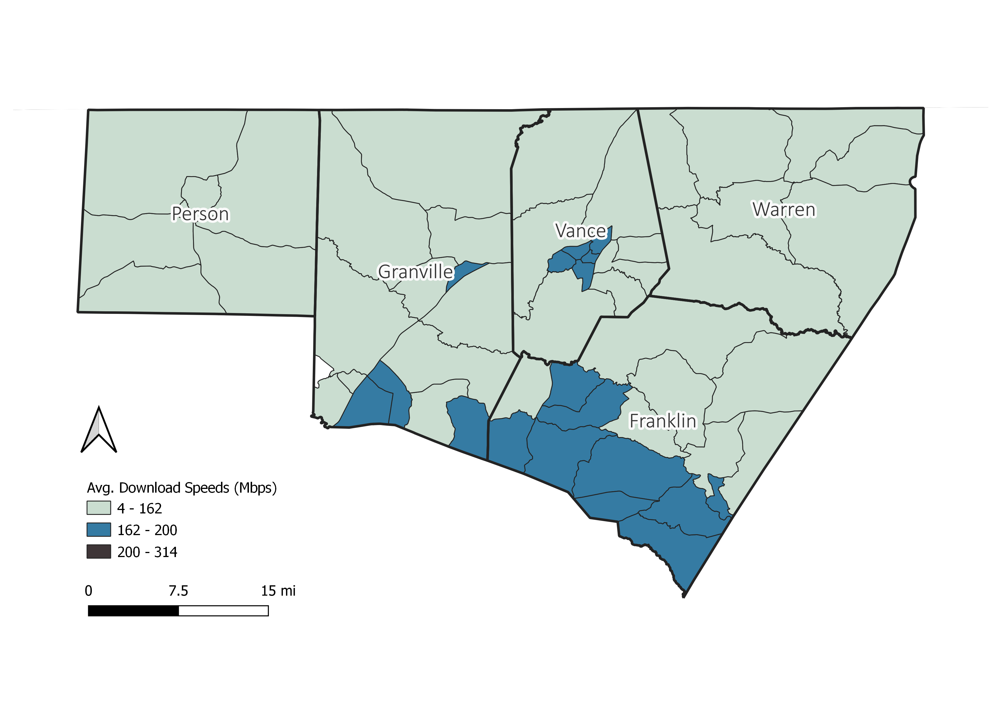 Person
Warren
Vance
Granville
Franklin
Avg. Download Speeds (Mbps)
4 - 162
162 - 200
200 - 314
0 7.5 15 mi